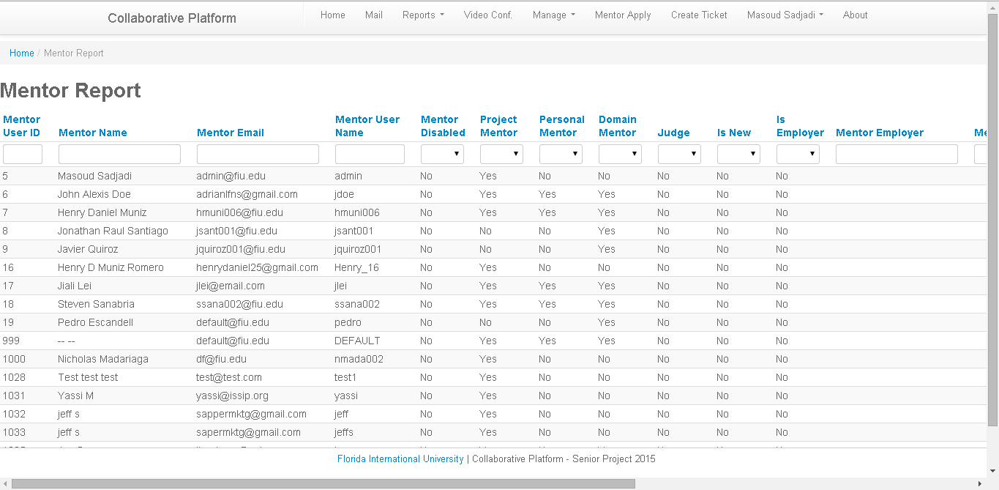 Collaborative Platform Home Mail Reports Video Conf. Manage Mentor Apply Create Ticket Masoud Sadjadi About
Home / Mentor Report
Mentor Report
Mentor User ID Mentor Name Mentor Email Mentor User Name Mentor Disabled Project Mentor Personal Mentor Domain Mentor Judge Is New Is Employer Mentor Employer
5 Masoud Sadjadi admin@fiu.edu admin No Yes No No No No No
6 John Alexis Doe adrianlfns@gmail.com jdoe No Yes Yes Yes No No No
7 Henry Daniel Muniz hmuni006@fiu.edu hmuni006 No Yes Yes Yes No No No
8 Jonathan Raul Santiago jsant001@fiu.edu jsant001 No No No Yes No No No
9 Javier Quiroz jquiroz001@fiu.edu jquiroz001 No No No Yes No No No
16 Henry D Muniz Romero henrydaniel25@gmail.com Henry_16 No Yes No No No No No
17 Jiali Lei jlei@email.com jlei No Yes Yes Yes No No No
18 Steven Sanabria ssana002@fiu.edu ssana002 No Yes Yes Yes No No No
19 Pedro Escandell default@fiu.edu pedro No No No Yes No No No
999 -- -- default@fiu.edu DEFAULT No Yes Yes Yes No No No
1000 Nicholas Madariaga df@fiu.edu nmada002 No Yes No No No No No
1028 Test test test test@test.com test1 No Yes No No No No No
1031 Yassi M yassi@issip.org yassi No Yes No No No No No
1032 jeff s sappermktg@gmail.com jeff No Yes No No No No No
1033 jeff s sapermktg@gmail.com jeffs No Yes No No No No No
Florida International University | Collaborative Platform - Senior Project 2015